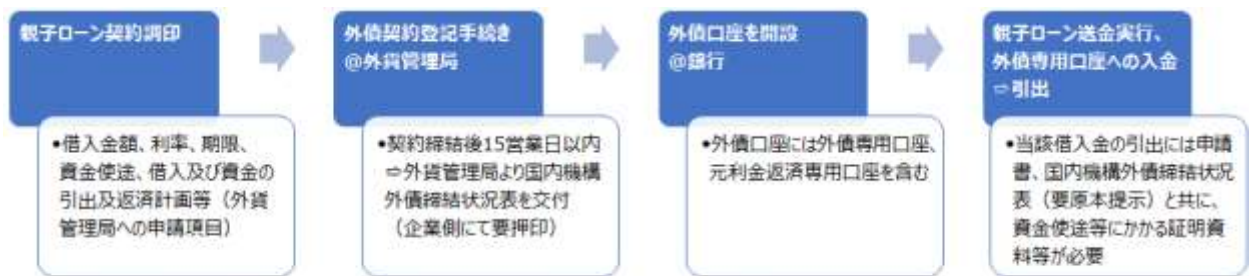 親子ローン契約調印
•借入金額、利率、期限、
資金使途、借入及び資金の
引出及返済計画等（外貨
管理局への申請項目）
外債契約登記手続き
@外貨管理局
•契約締結後15営業日以内
⇨外貨管理局より国内機構
外債締結状況表を交付
（企業側にて要押印）
外債口座を開設
@銀行
•外債口座には外債専用口座、
元利金返済専用口座を含む
親子ローン送金実行、
外債専用口座への入金
⇨引出
•当該借入金の引出には申請
書、国内機構外債締結状況
表（要原本提示）と共に、
資金使途等にかかる証明資
料等が必要